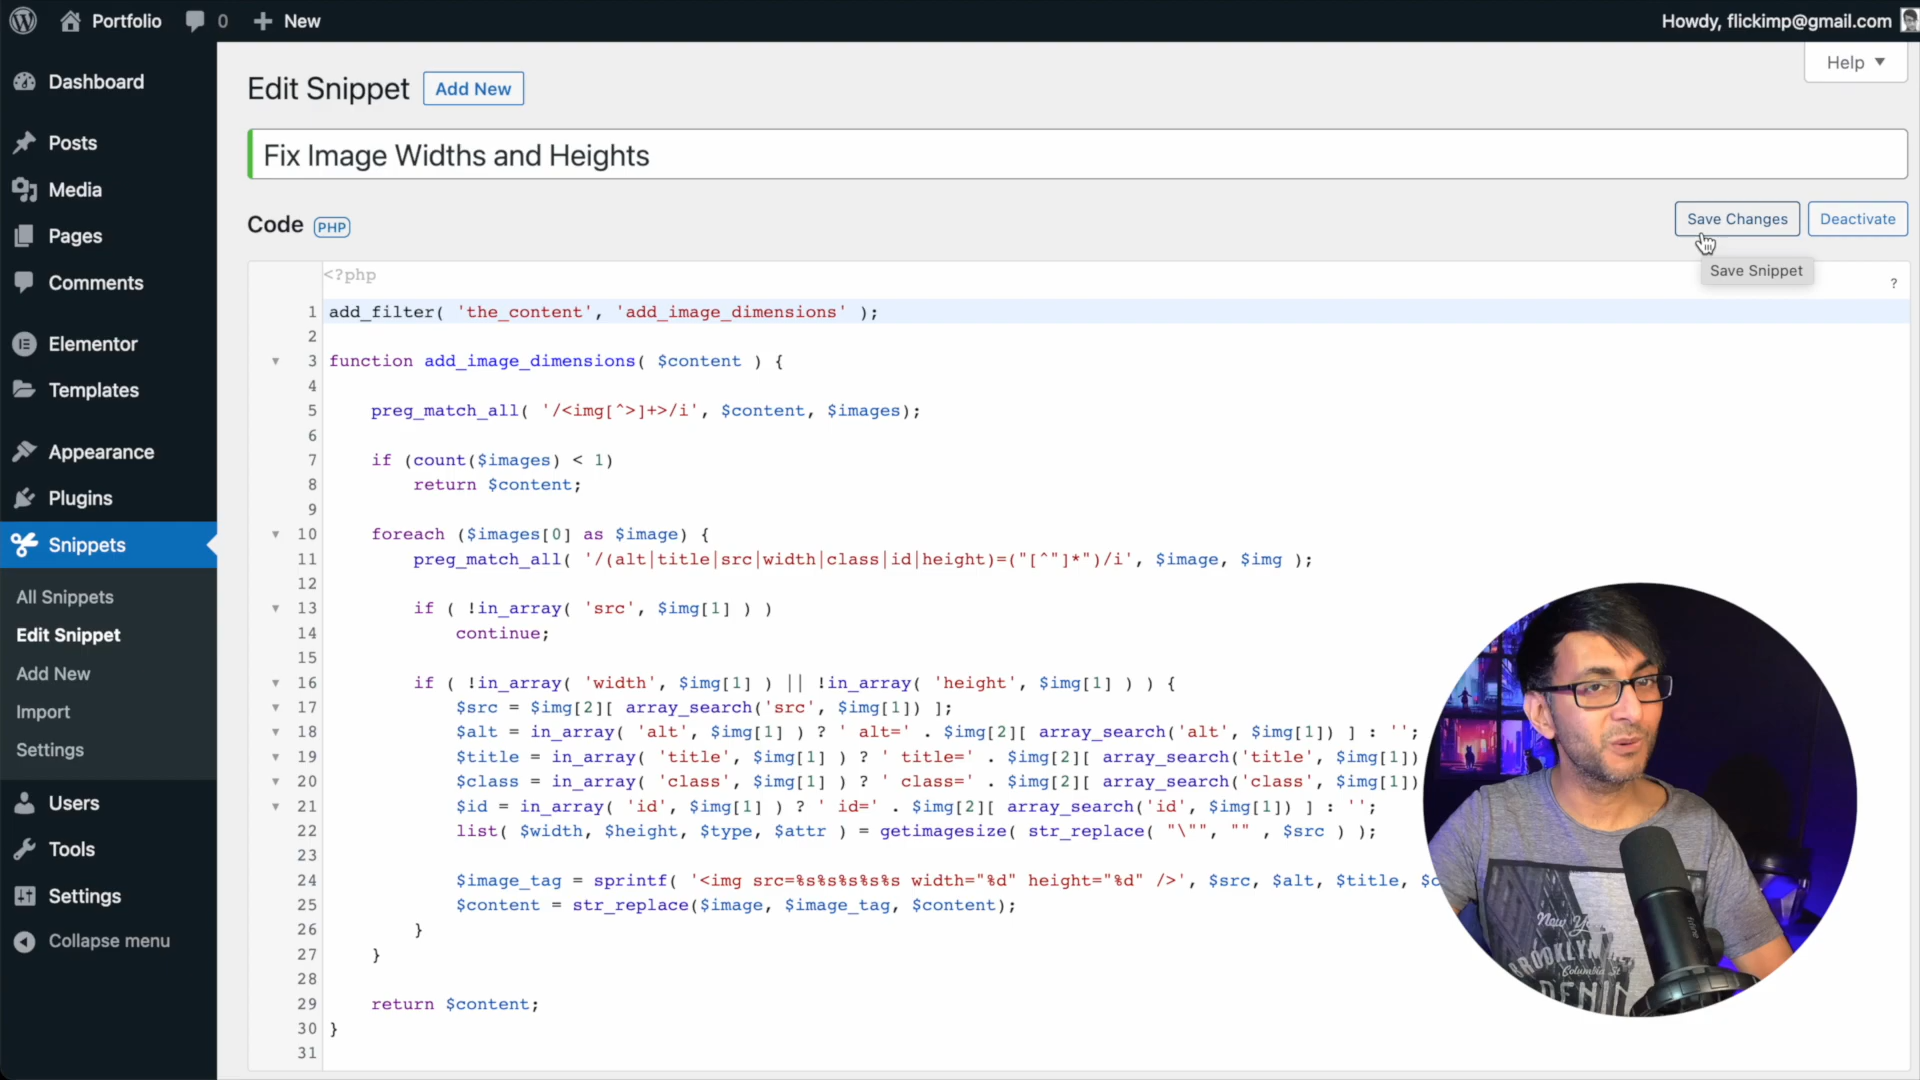 Portfolio
0
New
Howdy, flickimp@gmail.com
Help
Dashboard
Posts
Media
Pages
Comments
Elementor
Templates
Appearance
Plugins
Snippets
All Snippets
Edit Snippet
Add New
Import
Settings
Users
Tools
Settings
Collapse menu
Edit Snippet
Add New
Fix Image Widths and Heights
Code PHP
Save Changes
Deactivate
Save Snippet
?
<?php
1 add_filter( 'the_content', 'add_image_dimensions' );
2
3 function add_image_dimensions( $content ) {
4
5 preg_match_all( '/<img[^>]+>/i', $content, $images);
6
7 if (count($images) < 1)
8 return $content;
9
10 foreach ($images[0] as $image) {
11 preg_match_all( '/(alt|title|src|width|class|id|height)=("[^"]*")/i', $image, $img );
12
13 if ( !in_array( 'src', $img[1] ) )
14 continue;
15
16 if ( !in_array( 'width', $img[1] ) || !in_array( 'height', $img[1] ) ) {
17 $src = $img[2][ array_search('src', $img[1]) ];
18 $alt = in_array( 'alt', $img[1] ) ? ' alt=' . $img[2][ array_search('alt', $img[1]) ] : '';
19 $title = in_array( 'title', $img[1] ) ? ' title=' . $img[2][ array_search('title', $img[1])
20 $class = in_array( 'class', $img[1] ) ? ' class=' . $img[2][ array_search('class', $img[1])
21 $id = in_array( 'id', $img[1] ) ? ' id=' . $img[2][ array_search('id', $img[1]) ] : '';
22 list( $width, $height, $type, $attr ) = getimagesize( str_replace( "\"", "" , $src ) );
23
24 $image_tag = sprintf( '<img src=%s%s%s%s%s width="%d" height="%d" />', $src, $alt, $title,
25 $content = str_replace($image, $image_tag, $content);
26 }
27 }
28
29 return $content;
30 }
31
New York
BROOKLYN
Columbia St
DENIM